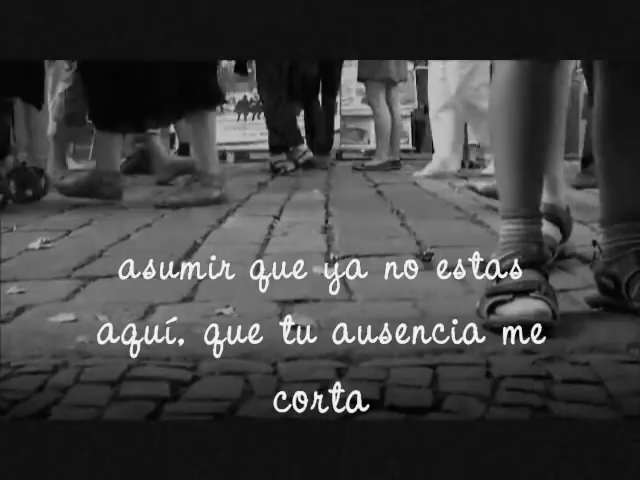 asumir que ya no estas
aquí, que tu ausencia me
corta